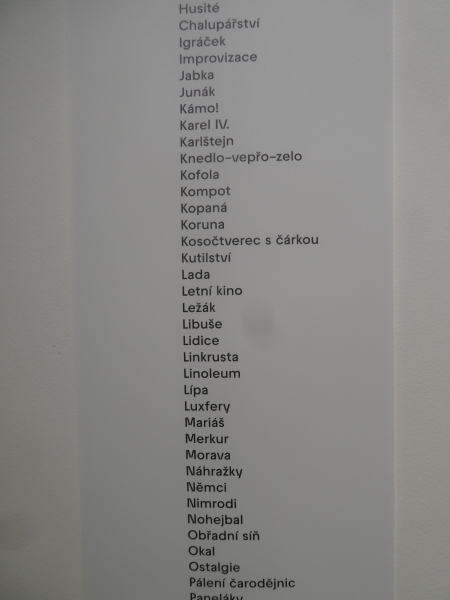 Husité
Chalupářství
Igráček
Improvizace
Jabka
Junák
Kámo!
Karel IV.
Karlštejn
Knedlo-vepřo-zelo
Kofola
Kompot
Kopaná
Koruna
Kosočtverec s čárkou
Kutilství
Lada
Letní kino
Ležák
Libuše
Lidice
Linkrusta
Linoleum
Lípa
Luxfery
Mariáš
Merkur
Morava
Náhražky
Němci
Nimrodi
Nohejbal
Obřadní síň
Okal
Ostalgie
Pálení čarodějnic
Paneláky